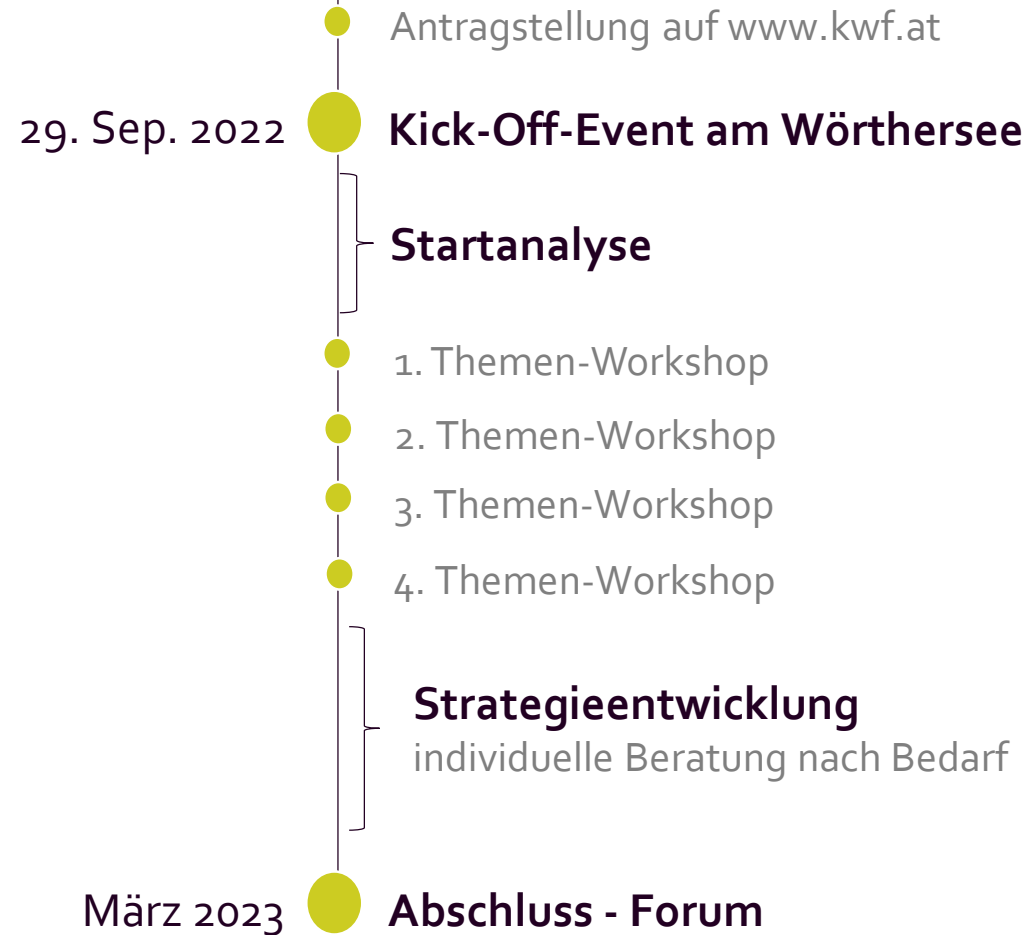 Antragstellung auf www.kwf.at
29. Sep. 2022 Kick-Off-Event am Wörthersee
Startanalyse
1. Themen-Workshop
2. Themen-Workshop
3. Themen-Workshop
4. Themen-Workshop
Strategieentwicklung
individuelle Beratung nach Bedarf
März 2023 Abschluss - Forum